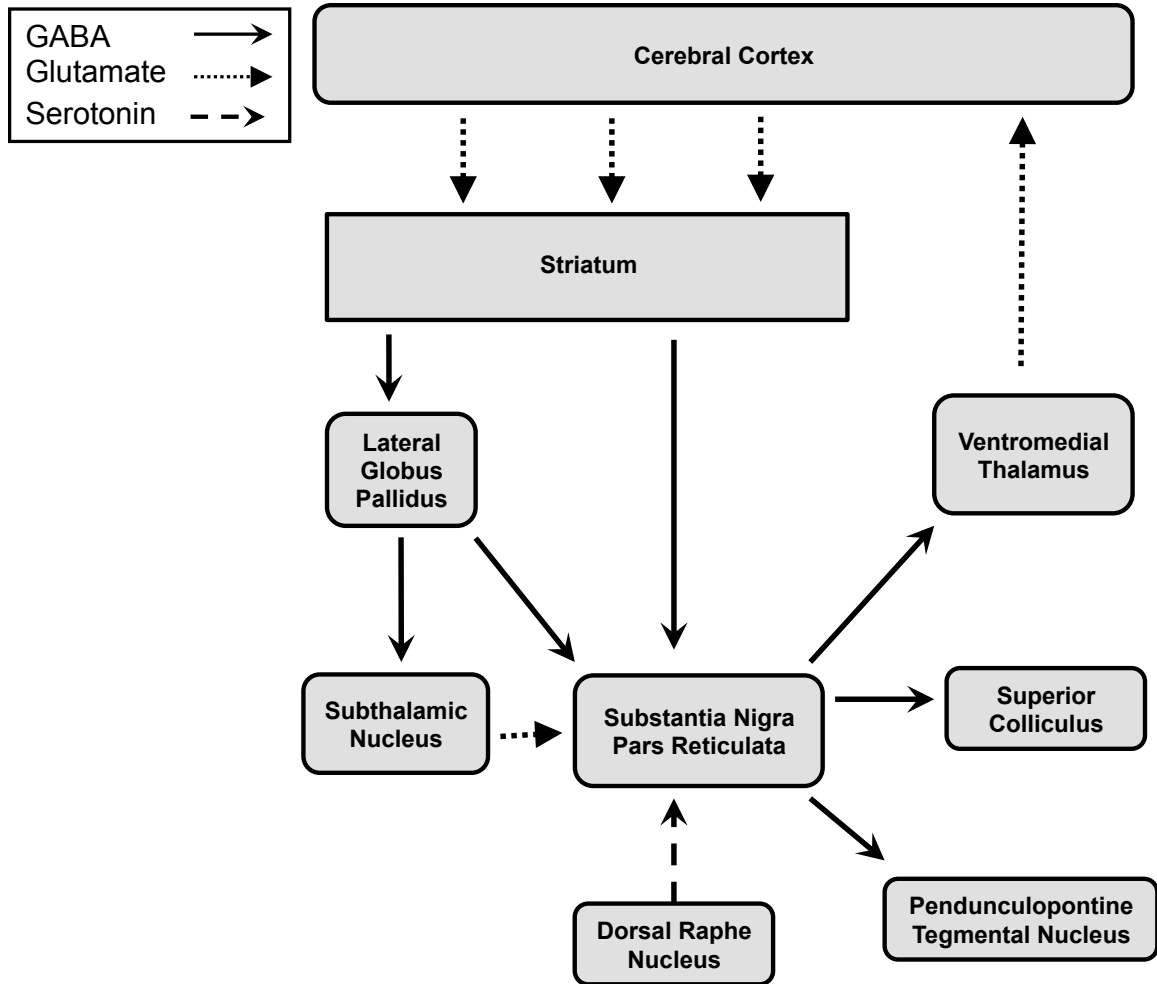 GABA
Glutamate
Serotonin
Cerebral Cortex
Striatum
Lateral
Globus
Pallidus
Ventromedial
Thalamus
Subthalamic
Nucleus
Substantia Nigra
Pars Reticulata
Superior
Colliculus
Dorsal Raphe
Nucleus
Pendunculopontine
Tegmental Nucleus